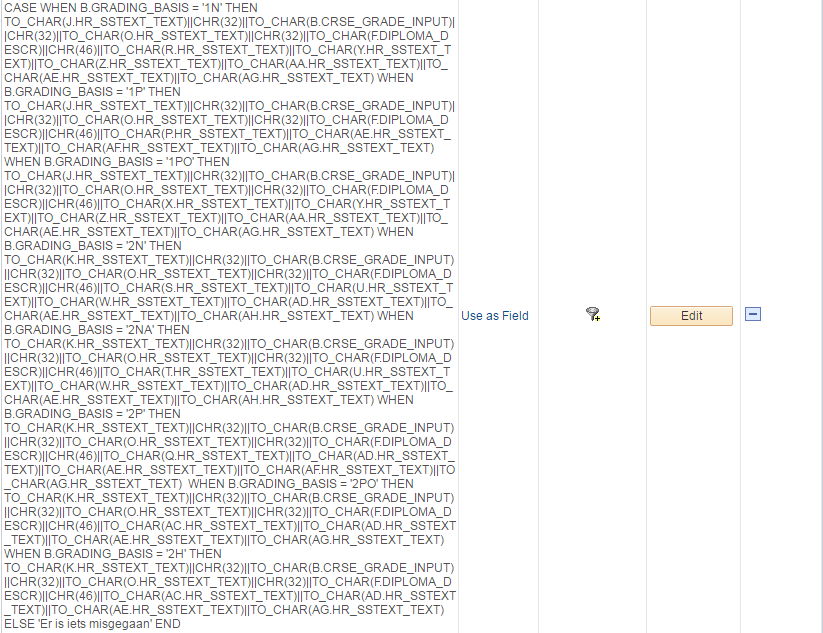 CASE WHEN B.GRADING_BASIS = '1N' THEN
TO_CHAR(J.HR_SSTEXT_TEXT)||CHR(32)||TO_CHAR(B.CRSE_GRADE_INPUT)|
|CHR(32)||TO_CHAR(O.HR_SSTEXT_TEXT)||CHR(32)||TO_CHAR(F.DIPLOMA_D
ESCR)||CHR(46)||TO_CHAR(R.HR_SSTEXT_TEXT)||TO_CHAR(Y.HR_SSTEXT_T
EXT)||TO_CHAR(Z.HR_SSTEXT_TEXT)||TO_CHAR(AA.HR_SSTEXT_TEXT)||TO_
CHAR(AE.HR_SSTEXT_TEXT)||TO_CHAR(AG.HR_SSTEXT_TEXT) WHEN
B.GRADING_BASIS = '1P' THEN
TO_CHAR(J.HR_SSTEXT_TEXT)||CHR(32)||TO_CHAR(B.CRSE_GRADE_INPUT)|
|CHR(32)||TO_CHAR(O.HR_SSTEXT_TEXT)||CHR(32)||TO_CHAR(F.DIPLOMA_D
ESCR)||CHR(46)||TO_CHAR(P.HR_SSTEXT_TEXT)||TO_CHAR(AE.HR_SSTEXT_
TEXT)||TO_CHAR(AF.HR_SSTEXT_TEXT)||TO_CHAR(AG.HR_SSTEXT_TEXT)
WHEN B.GRADING_BASIS = '1PO' THEN
TO_CHAR(J.HR_SSTEXT_TEXT)||CHR(32)||TO_CHAR(B.CRSE_GRADE_INPUT)|
|CHR(32)||TO_CHAR(O.HR_SSTEXT_TEXT)||CHR(32)||TO_CHAR(F.DIPLOMA_D
ESCR)||CHR(46)||TO_CHAR(X.HR_SSTEXT_TEXT)||TO_CHAR(Y.HR_SSTEXT_T
EXT)||TO_CHAR(Z.HR_SSTEXT_TEXT)||TO_CHAR(AA.HR_SSTEXT_TEXT)||TO_
CHAR(AE.HR_SSTEXT_TEXT)||TO_CHAR(AG.HR_SSTEXT_TEXT) WHEN
B.GRADING_BASIS = '2N' THEN
TO_CHAR(K.HR_SSTEXT_TEXT)||CHR(32)||TO_CHAR(B.CRSE_GRADE_INPUT)
||CHR(32)||TO_CHAR(O.HR_SSTEXT_TEXT)||CHR(32)||TO_CHAR(F.DIPLOMA_D
ESCR)||CHR(46)||TO_CHAR(S.HR_SSTEXT_TEXT)||TO_CHAR(U.HR_SSTEXT_T
EXT)||TO_CHAR(W.HR_SSTEXT_TEXT)||TO_CHAR(AD.HR_SSTEXT_TEXT)||TO_
CHAR(AE.HR_SSTEXT_TEXT)||TO_CHAR(AH.HR_SSTEXT_TEXT) WHEN
Use as Field
Edit
B.GRADING_BASIS = '2NA' THEN
TO_CHAR(K.HR_SSTEXT_TEXT)||CHR(32)||TO_CHAR(B.CRSE_GRADE_INPUT)
||CHR(32)||TO_CHAR(O.HR_SSTEXT_TEXT)||CHR(32)||TO_CHAR(F.DIPLOMA_D
ESCR)||CHR(46)||TO_CHAR(T.HR_SSTEXT_TEXT)||TO_CHAR(U.HR_SSTEXT_T
EXT)||TO_CHAR(W.HR_SSTEXT_TEXT)||TO_CHAR(AD.HR_SSTEXT_TEXT)||TO_
CHAR(AE.HR_SSTEXT_TEXT)||TO_CHAR(AH.HR_SSTEXT_TEXT) WHEN
B.GRADING_BASIS = '2P' THEN
TO_CHAR(K.HR_SSTEXT_TEXT)||CHR(32)||TO_CHAR(B.CRSE_GRADE_INPUT)
||CHR(32)||TO_CHAR(O.HR_SSTEXT_TEXT)||CHR(32)||TO_CHAR(F.DIPLOMA_D
ESCR)||CHR(46)||TO_CHAR(Q.HR_SSTEXT_TEXT)||TO_CHAR(AD.HR_SSTEXT_
TEXT)||TO_CHAR(AE.HR_SSTEXT_TEXT)||TO_CHAR(AF.HR_SSTEXT_TEXT)||TO
_CHAR(AG.HR_SSTEXT_TEXT)  WHEN B.GRADING_BASIS = '2PO' THEN
TO_CHAR(K.HR_SSTEXT_TEXT)||CHR(32)||TO_CHAR(B.CRSE_GRADE_INPUT)
||CHR(32)||TO_CHAR(O.HR_SSTEXT_TEXT)||CHR(32)||TO_CHAR(F.DIPLOMA_D
ESCR)||CHR(46)||TO_CHAR(AC.HR_SSTEXT_TEXT)||TO_CHAR(AD.HR_SSTEXT
_TEXT)||TO_CHAR(AE.HR_SSTEXT_TEXT)||TO_CHAR(AG.HR_SSTEXT_TEXT)
WHEN B.GRADING_BASIS = '2H' THEN
TO_CHAR(K.HR_SSTEXT_TEXT)||CHR(32)||TO_CHAR(B.CRSE_GRADE_INPUT)
||CHR(32)||TO_CHAR(O.HR_SSTEXT_TEXT)||CHR(32)||TO_CHAR(F.DIPLOMA_D
ESCR)||CHR(46)||TO_CHAR(AC.HR_SSTEXT_TEXT)||TO_CHAR(AD.HR_SSTEXT
_TEXT)||TO_CHAR(AE.HR_SSTEXT_TEXT)||TO_CHAR(AG.HR_SSTEXT_TEXT)
ELSE 'Er is iets misgegaan' END